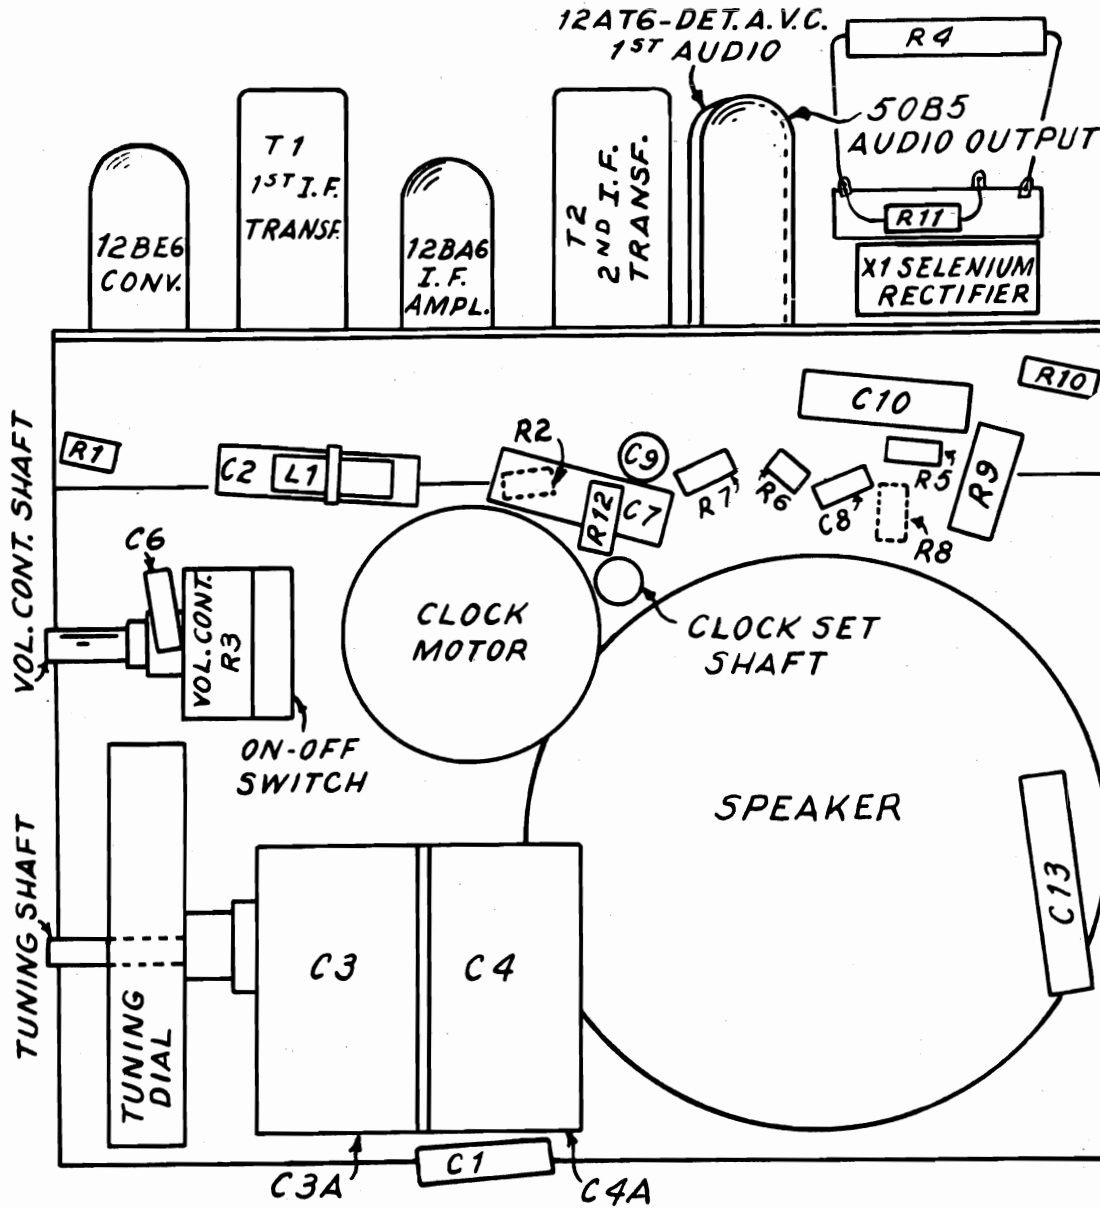 12AT6-DET. A.V.C.
1ST AUDIO
R4
50B5
AUDIO OUTPUT
T1
1ST I.F.
TRANSF.
T2
2ND I.F.
TRANSF.
12BE6
CONV.
12BA6
I.F.
AMPL.
R11
X1 SELENIUM
RECTIFIER
R10
C10
R1
C2
L1
R2
C9
R7
R6
C8
R5
R9
R12
C7
R8
VOL. CONT. SHAFT
C6
VOL. CONT.
R3
CLOCK
MOTOR
CLOCK SET
SHAFT
ON-OFF
SWITCH
SPEAKER
C13
TUNING SHAFT
TUNING
DIAL
C3
C4
C3A
C1
C4A